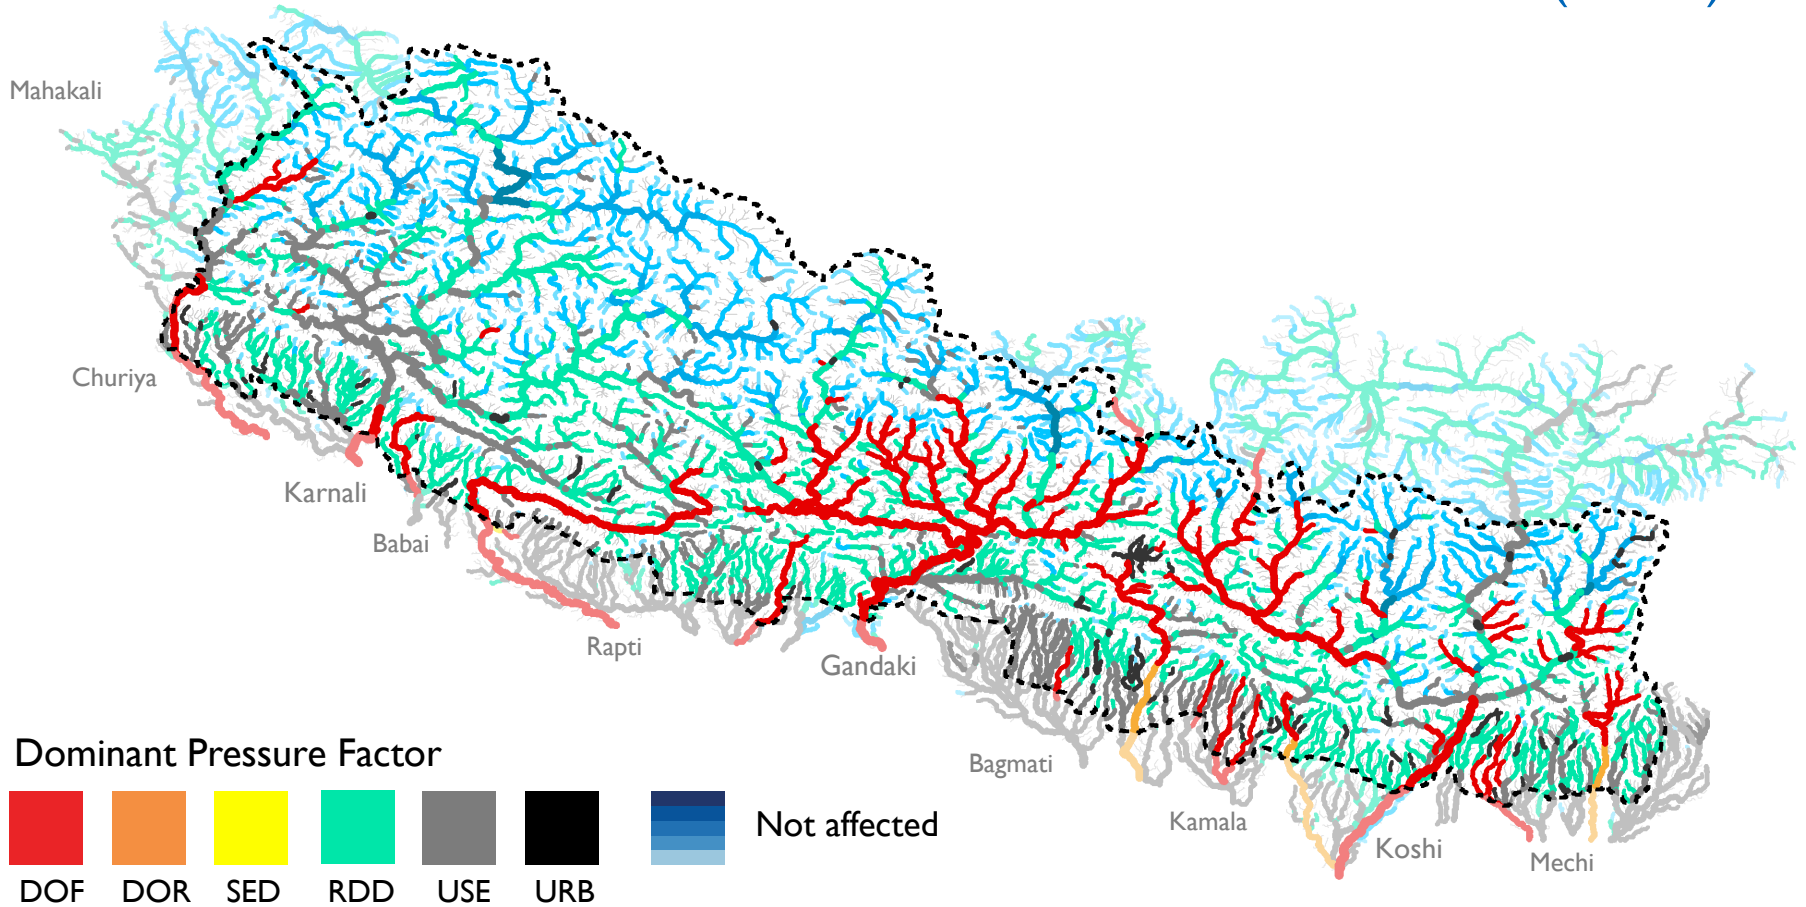 Mahakali
Churiya
Karnali
Babai
Rapti
Gandaki
Bagmati
Kamala
Koshi
Mechi
Dominant Pressure Factor
Not affected
DOF DOR SED RDD USE URB